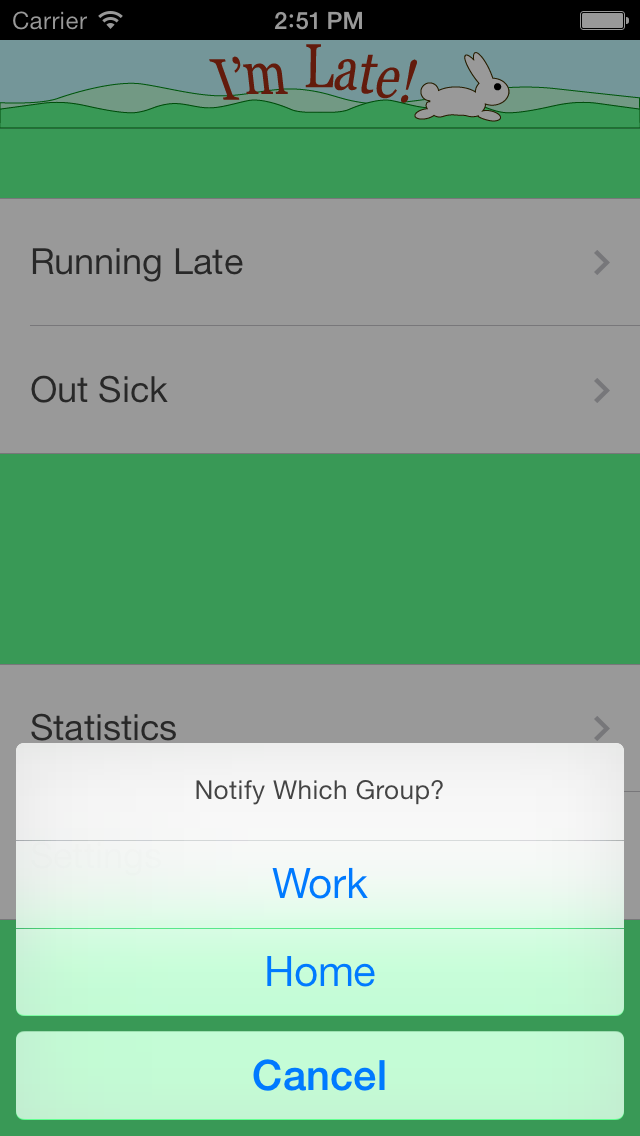 Carrier 2:51 PM
I'm Late!
Running Late
Out Sick
Statistics
Notify Which Group?
Settings
Work
Home
Cancel